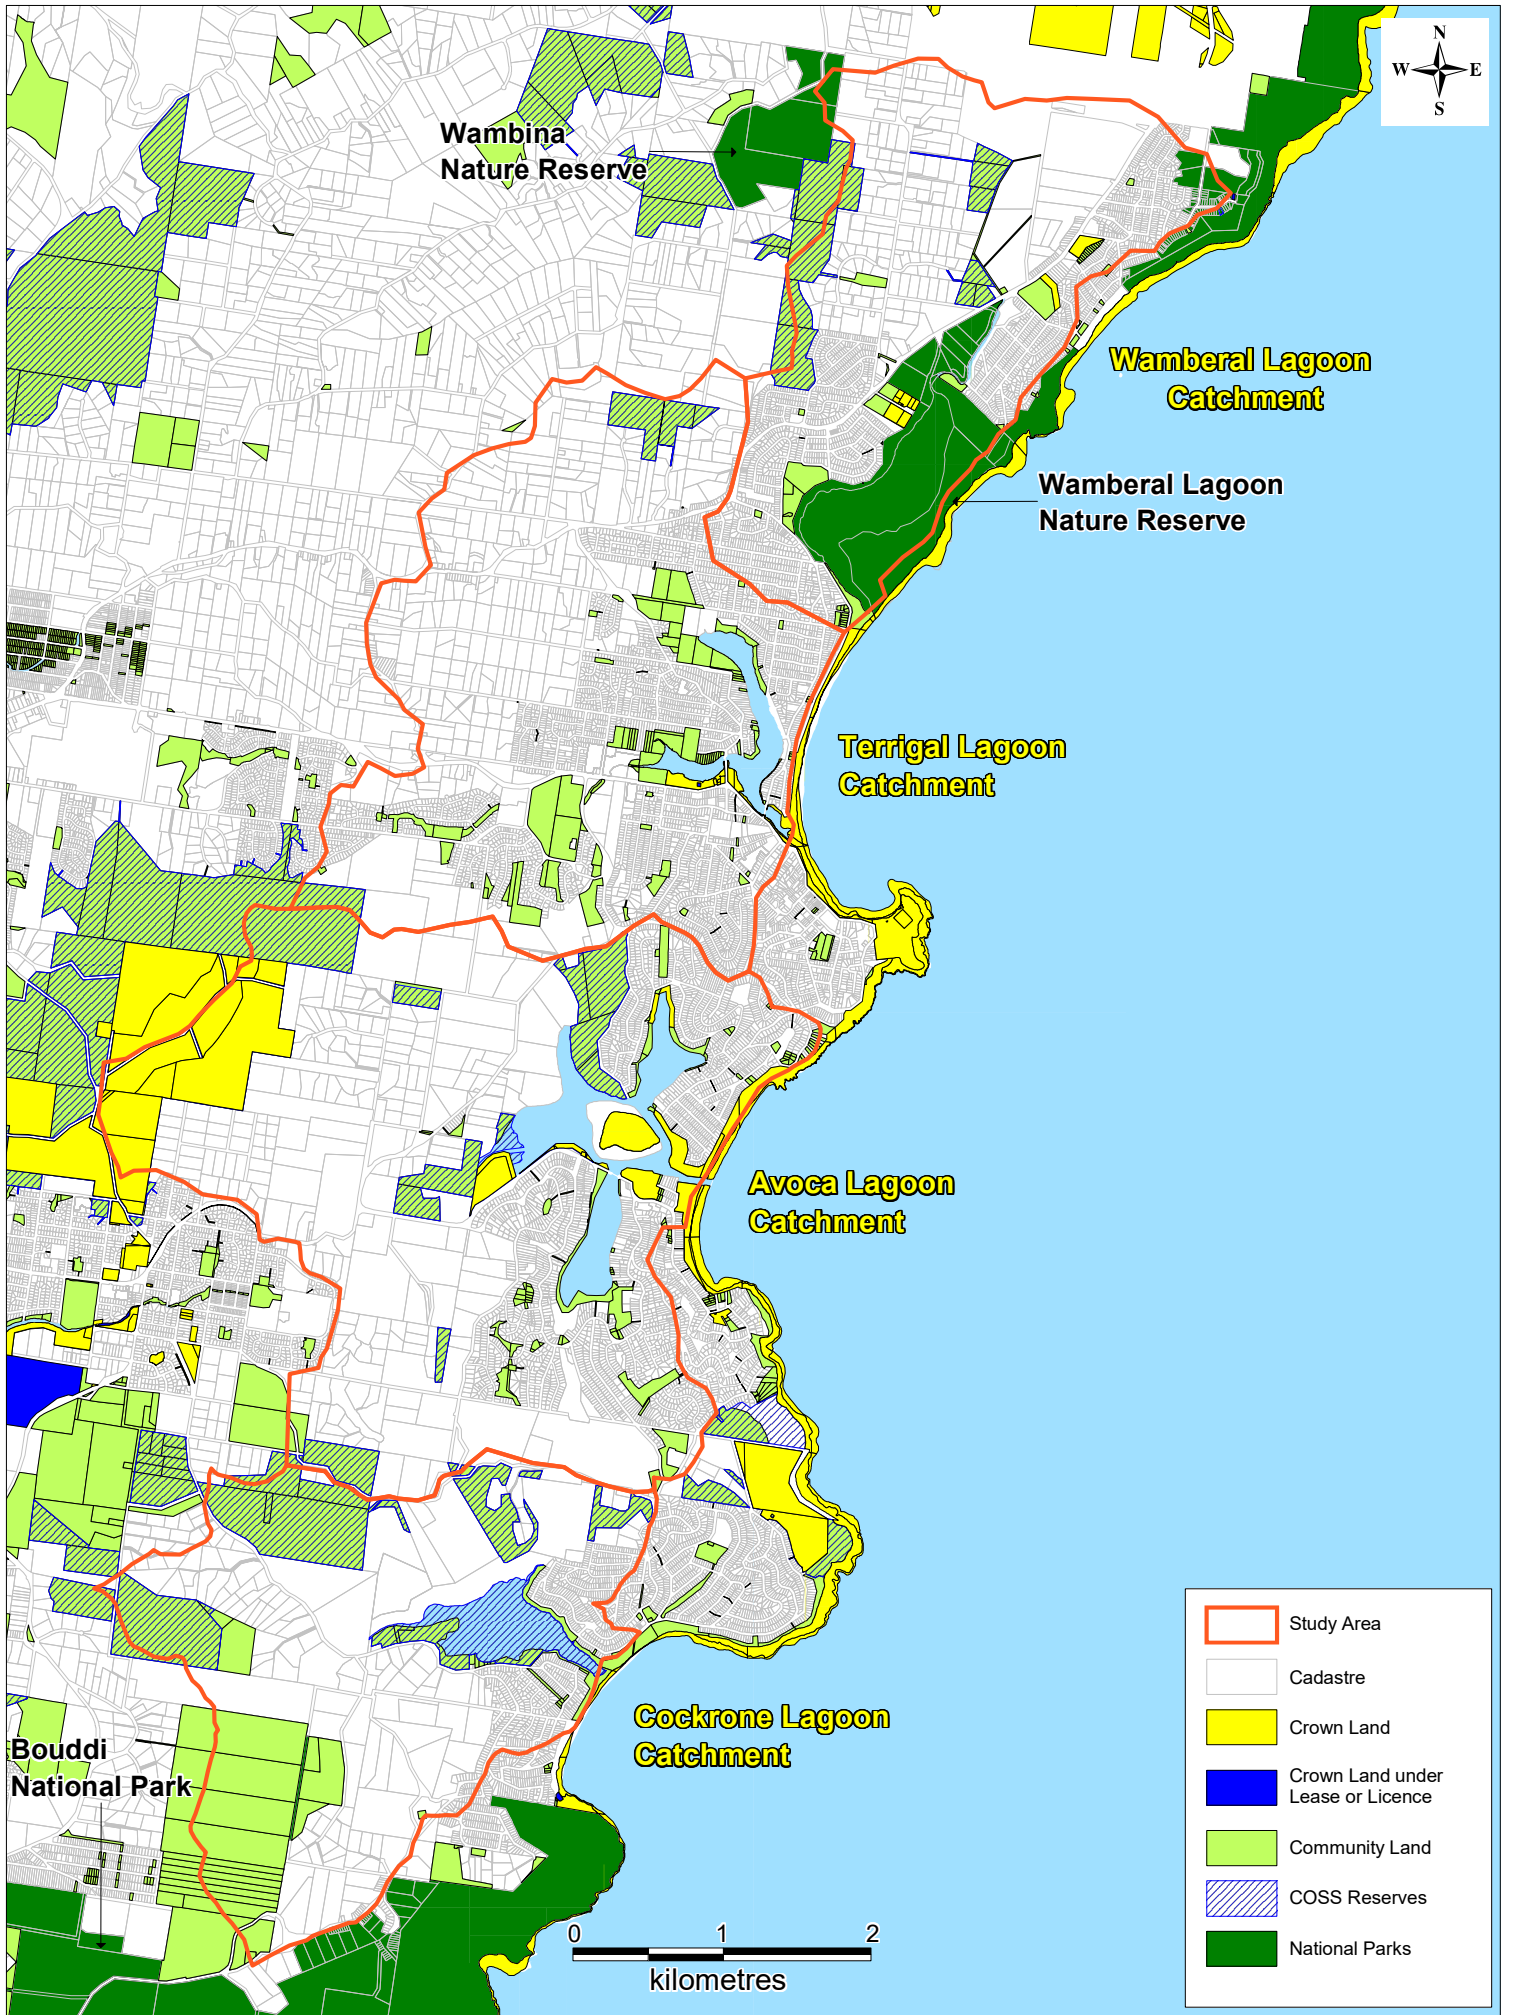 N
W E
S
Wambina
Nature Reserve
Wamberal Lagoon
Catchment
Wamberal Lagoon
Nature Reserve
Terrigal Lagoon
Catchment
Avoca Lagoon
Catchment
Cockrone Lagoon
Catchment
Bouddi
National Park
0 1 2
kilometres
Study Area
Cadastre
Crown Land
Crown Land under
Lease or Licence
Community Land
COSS Reserves
National Parks